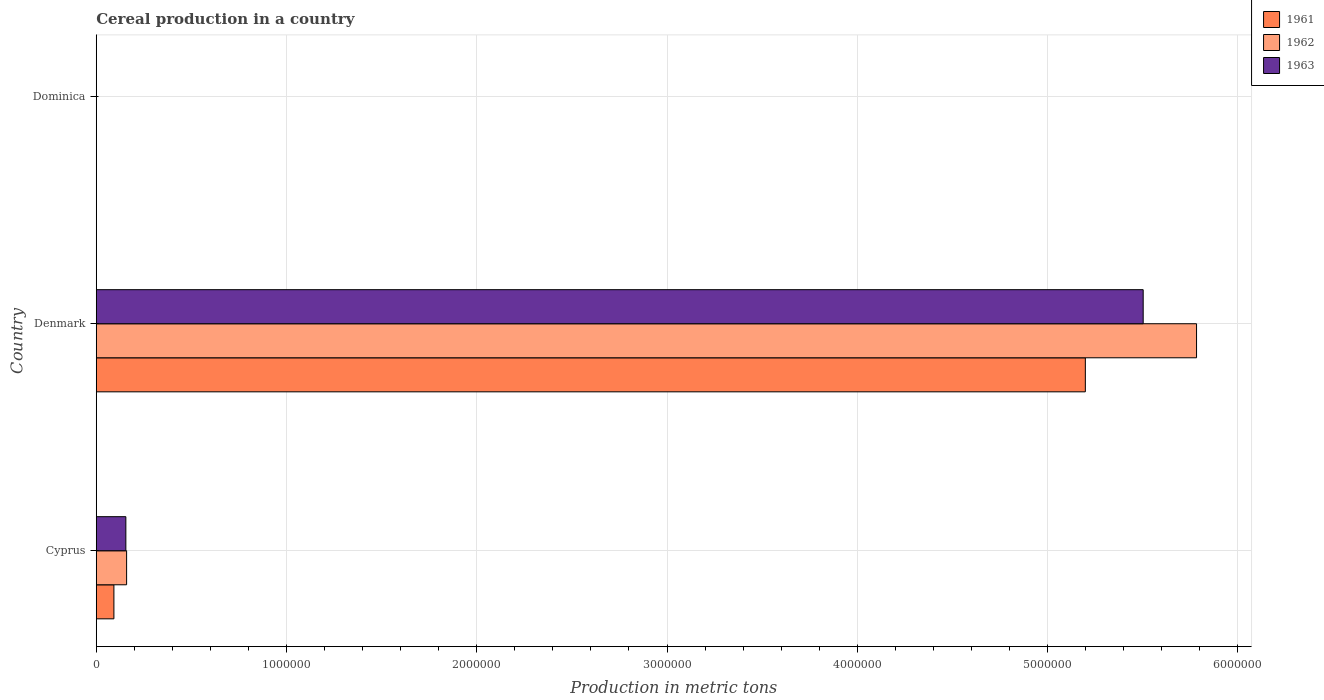 Cereal production in a country
1961
1962
1963
Dominica
Denmark
Cyprus
Country
0
1000000
2000000
3000000
4000000
5000000
6000000
Production in metric tons